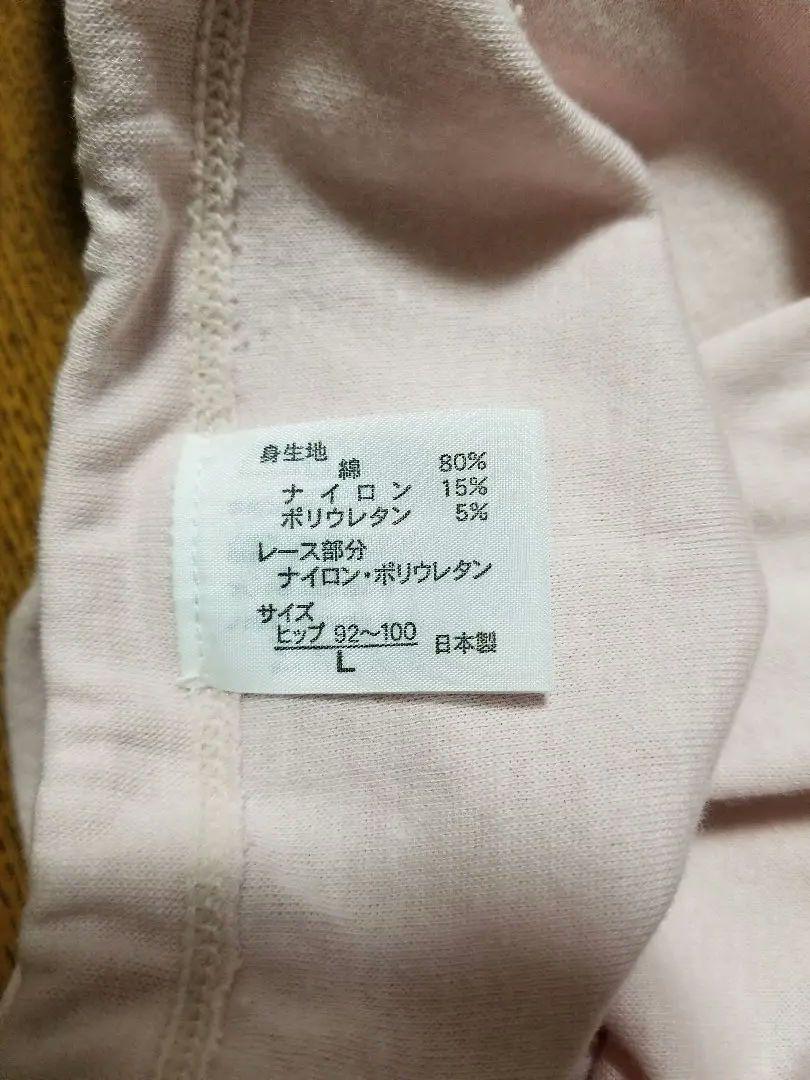 身生地
綿 80%
ナイロン 15%
ポリウレタン 5%
レース部分
ナイロン・ポリウレタン
サイズ
ヒップ 92〜100
L 日本製